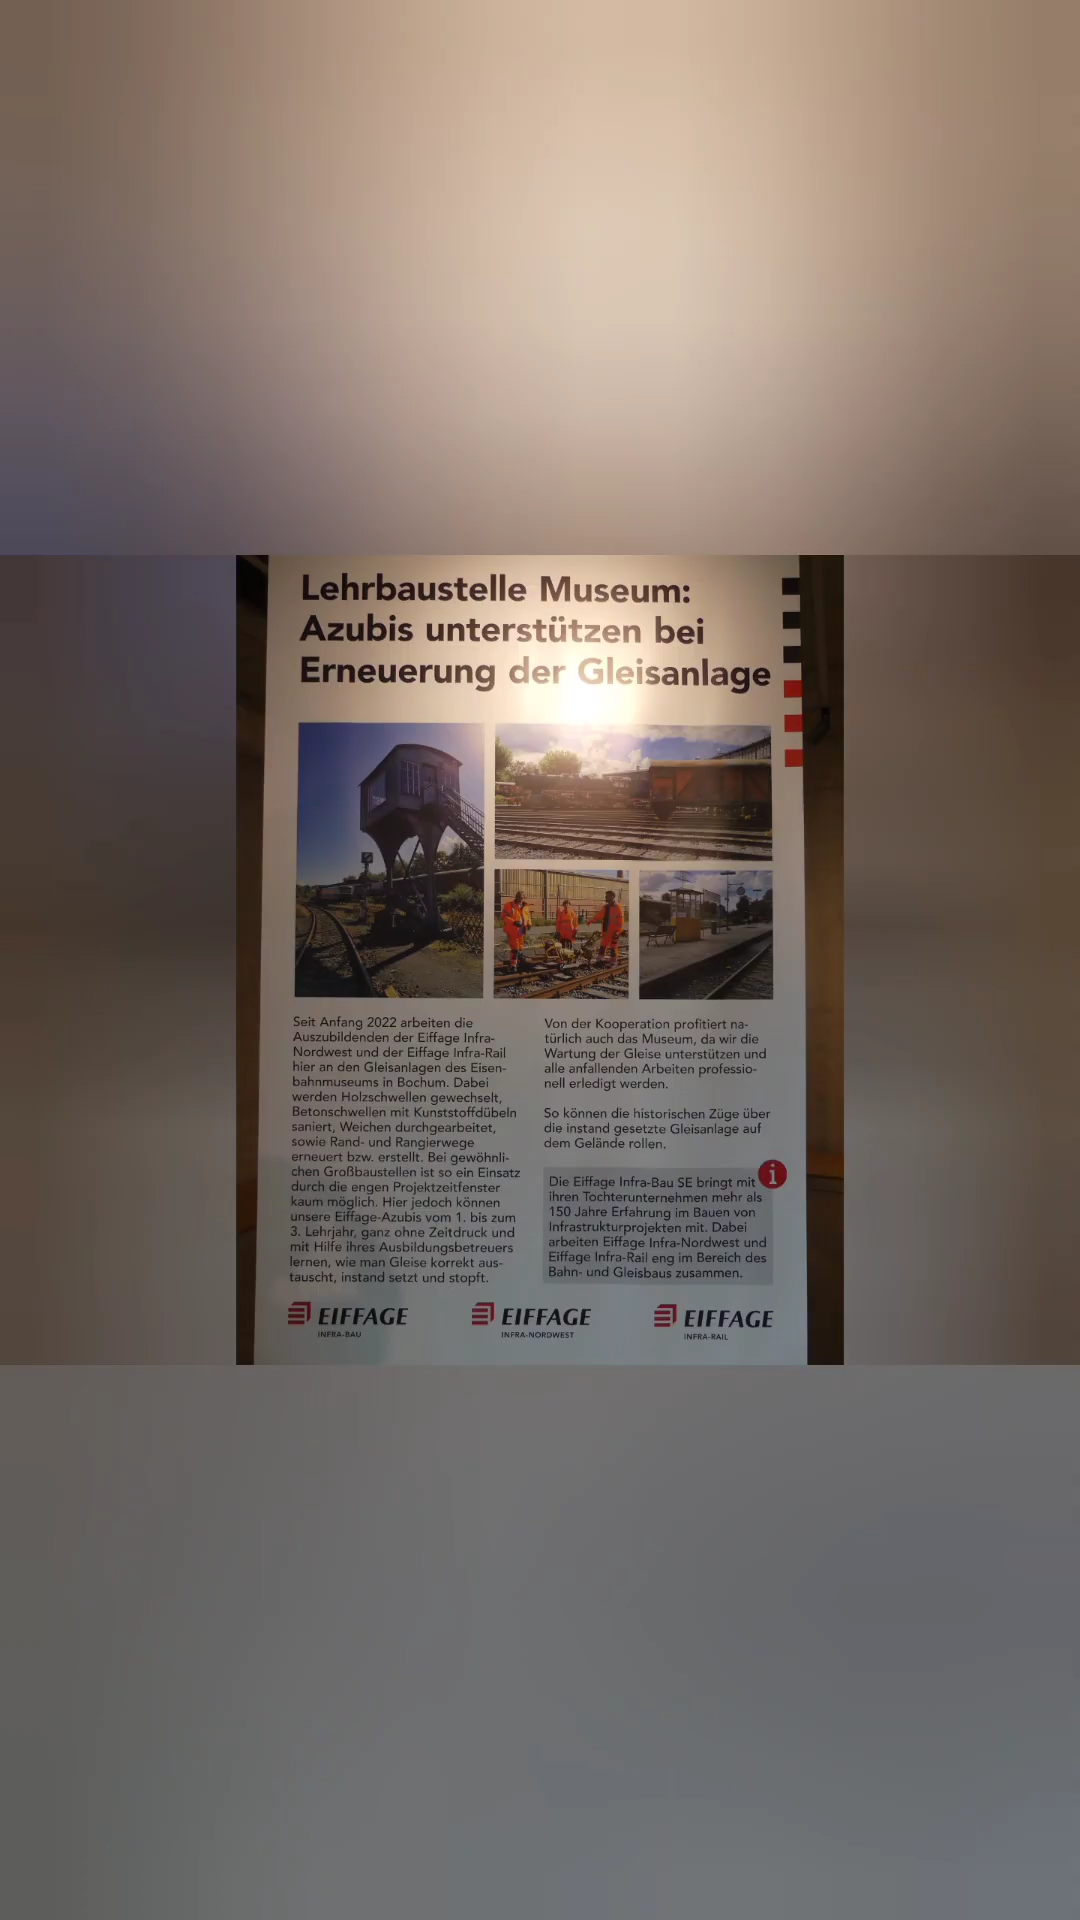 Lehrbaustelle Museum:
Azubis unterstützen bei
Erneuerung der Gleisanlage
Seit Anfang 2022 arbeiten die
Auszubildenden der Eiffage Infra-
Nordwest und der Eiffage Infra-Rail
hier an den Gleisanlagen des Eisen-
bahnmuseums in Bochum. Dabei
werden Holzschwellen gewechselt,
Betonschwellen mit Kunststoffdübeln
saniert, Weichen durchgearbeitet,
sowie Rand- und Rangierwege
erneuert bzw. erstellt. Bei gewöhnli-
chen Großbaustellen ist so ein Einsatz
durch die engen Projektzeitfenster
kaum möglich. Hier jedoch können
unsere Eiffage-Azubis vom 1. bis zum
3. Lehrjahr, ganz ohne Zeitdruck und
mit Hilfe ihres Ausbildungsbetreuers
lernen, wie man Gleise korrekt aus-
tauscht, instand setzt und stopft.
Von der Kooperation profitiert na-
türlich auch das Museum, da wir die
Wartung der Gleise unterstützen und
alle anfallenden Arbeiten professio-
nell erledigt werden.
So können die historischen Züge über
die instand gesetzte Gleisanlage auf
dem Gelände rollen.
i
Die Eiffage Infra-Bau SE bringt mit
ihren Tochterunternehmen mehr als
150 Jahre Erfahrung im Bauen von
Infrastrukturprojekten mit. Dabei
arbeiten Eiffage Infra-Nordwest und
Eiffage Infra-Rail eng im Bereich des
Bahn- und Gleisbaus zusammen.
EIFFAGE
INFRA-BAU
EIFFAGE
INFRA-NORDWEST
EIFFAGE
INFRA-RAIL